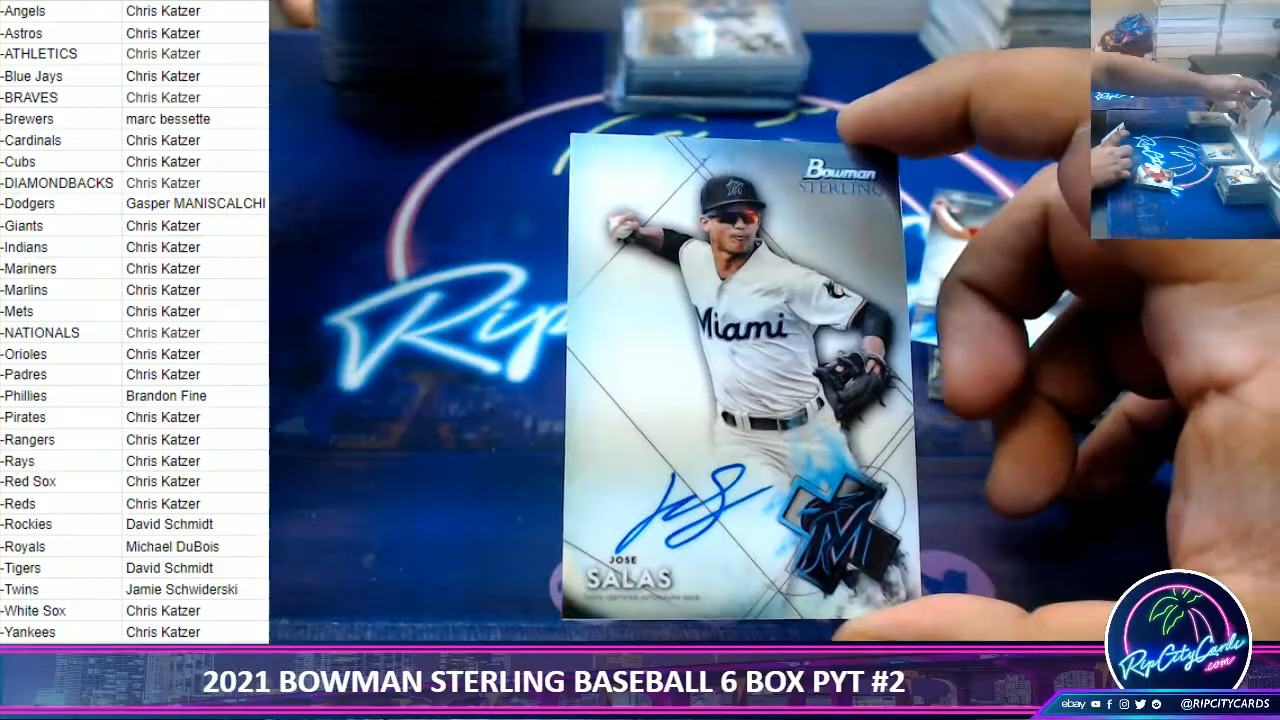 -Angels Chris Katzer
-Astros Chris Katzer
-ATHLETICS Chris Katzer
-Blue Jays Chris Katzer
-BRAVES Chris Katzer
-Brewers marc bessette
-Cardinals Chris Katzer
-Cubs Chris Katzer
-DIAMONDBACKS Chris Katzer
-Dodgers Gasper MANISCALCHI
-Giants Chris Katzer
-Indians Chris Katzer
-Mariners Chris Katzer
-Marlins Chris Katzer
-Mets Chris Katzer
-NATIONALS Chris Katzer
-Orioles Chris Katzer
-Padres Chris Katzer
-Phillies Brandon Fine
-Pirates Chris Katzer
-Rangers Chris Katzer
-Rays Chris Katzer
-Red Sox Chris Katzer
-Reds Chris Katzer
-Rockies David Schmidt
-Royals Michael DuBois
-Tigers David Schmidt
-Twins Jamie Schwiderski
-White Sox Chris Katzer
-Yankees Chris Katzer
Bowman
STERLING
Miami
Rip
M
JOSE
SALAS
RipCityCards
.com
2021 BOWMAN STERLING BASEBALL 6 BOX PYT #2
ebay @RIPCITYCARDS